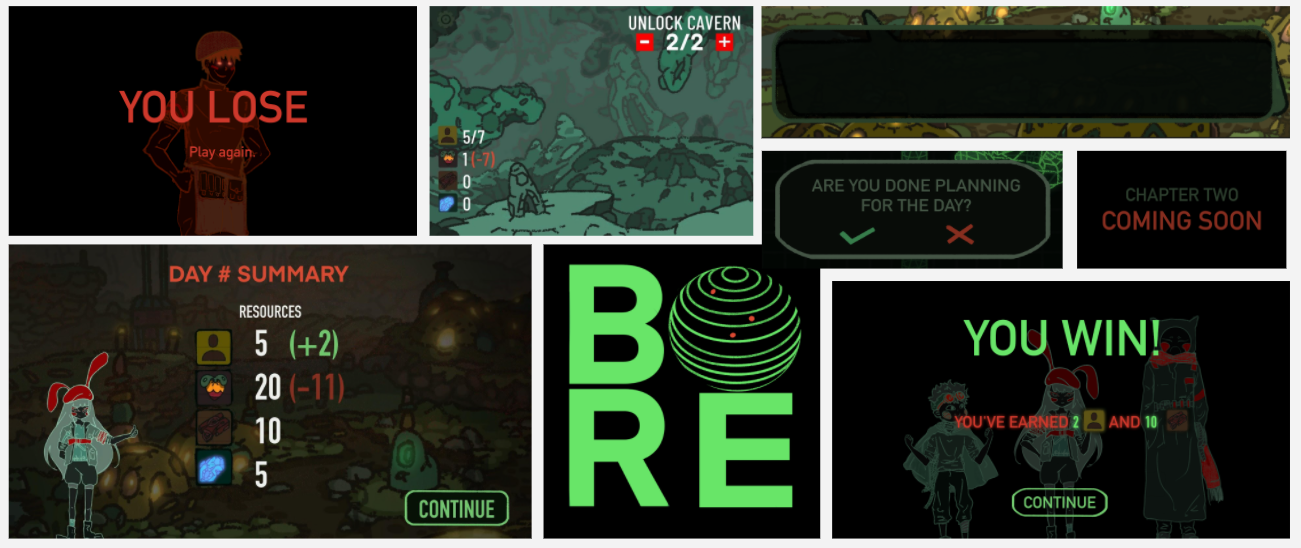 YOU LOSE
Play again.
UNLOCK CAVERN
- 2/2 +
5/7
1 (-7)
0
0
ARE YOU DONE PLANNING
FOR THE DAY?
CHAPTER TWO
COMING SOON
DAY # SUMMARY
RESOURCES
5 (+2)
20 (-11)
10
5
CONTINUE
BORE
YOU WIN!
YOU'VE EARNED 2 AND 10
CONTINUE